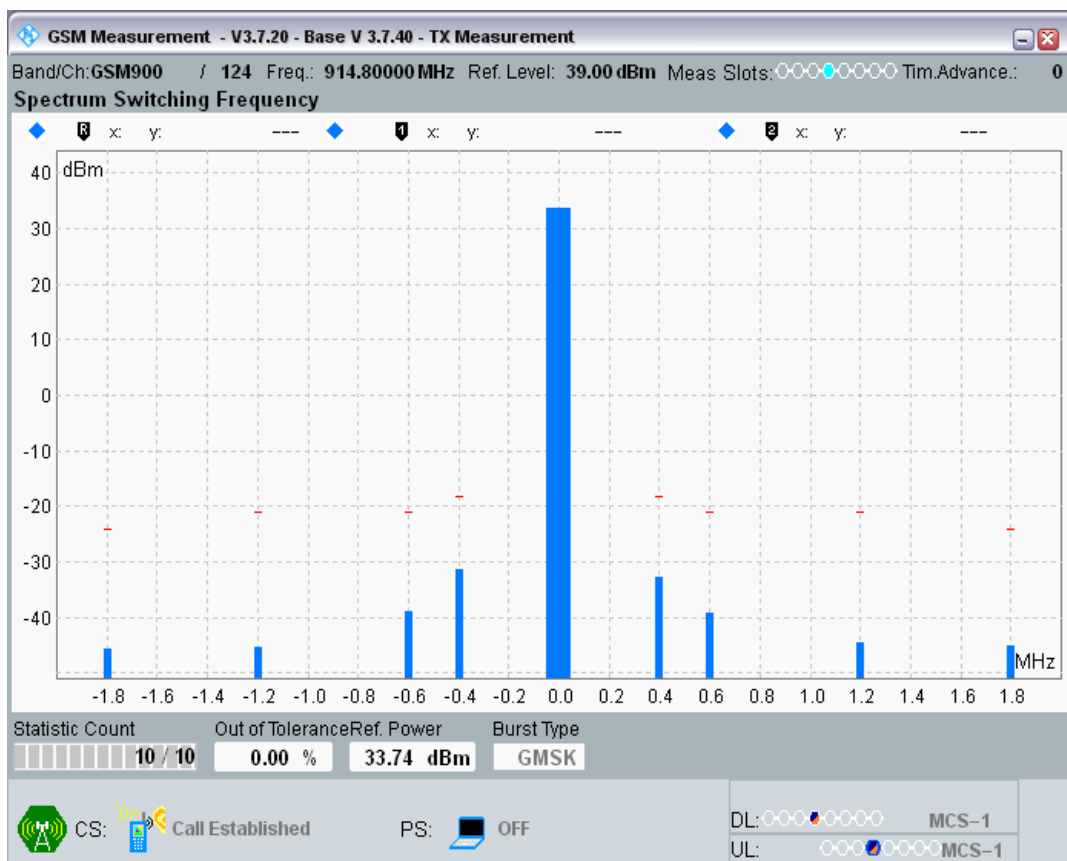 GSM Measurement - V3.7.20 - Base V 3.7.40 - TX Measurement
Band/Ch:GSM900 / 124 Freq.: 914.80000 MHz Ref. Level: 39.00 dBm Meas Slots: Tim.Advance.: 0
Spectrum Switching Frequency
R x: y: --- 1 x: y: --- 2 x: y: ---
dBm
40
30
20
10
0
-10
-20
-30
-40
MHz
-1.8 -1.6 -1.4 -1.2 -1.0 -0.8 -0.6 -0.4 -0.2 0.0 0.2 0.4 0.6 0.8 1.0 1.2 1.4 1.6 1.8
Statistic Count Out of Tolerance Ref. Power Burst Type
10 / 10 0.00 % 33.74 dBm GMSK
CS: Call Established PS: OFF
DL: MCS-1
UL: MCS-1